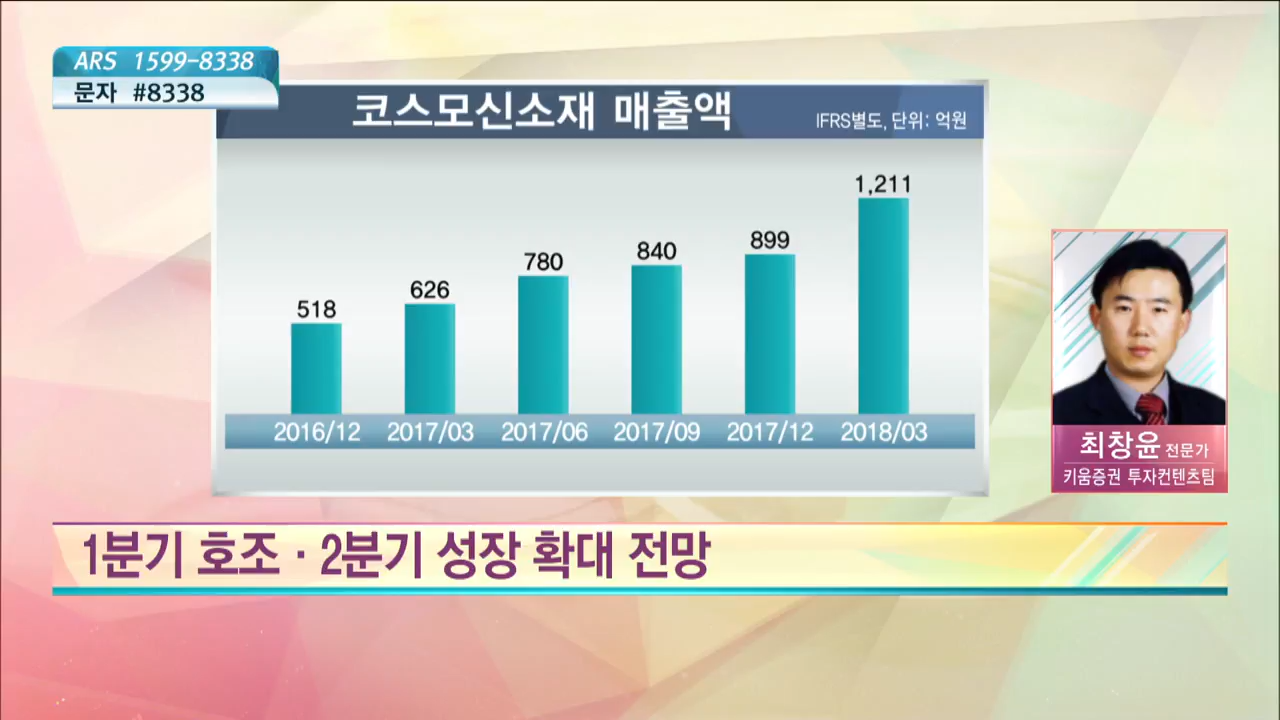 ARS 1599-8338
문자 #8338
코스모신소재 매출액
IFRS별도, 단위: 억원
518
626
780
840
899
1,211
2016/12 2017/03 2017/06 2017/09 2017/12 2018/03
최창윤 전문가
키움증권 투자컨텐츠팀
1분기 호조·2분기 성장 확대 전망